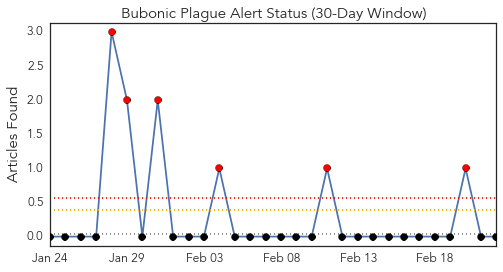 Bubonic Plague Alert Status (30-Day Window)
Articles Found
3.0
2.5
2.0
1.5
1.0
0.5
0.0
Jan 24 Jan 29 Feb 03 Feb 08 Feb 13 Feb 18